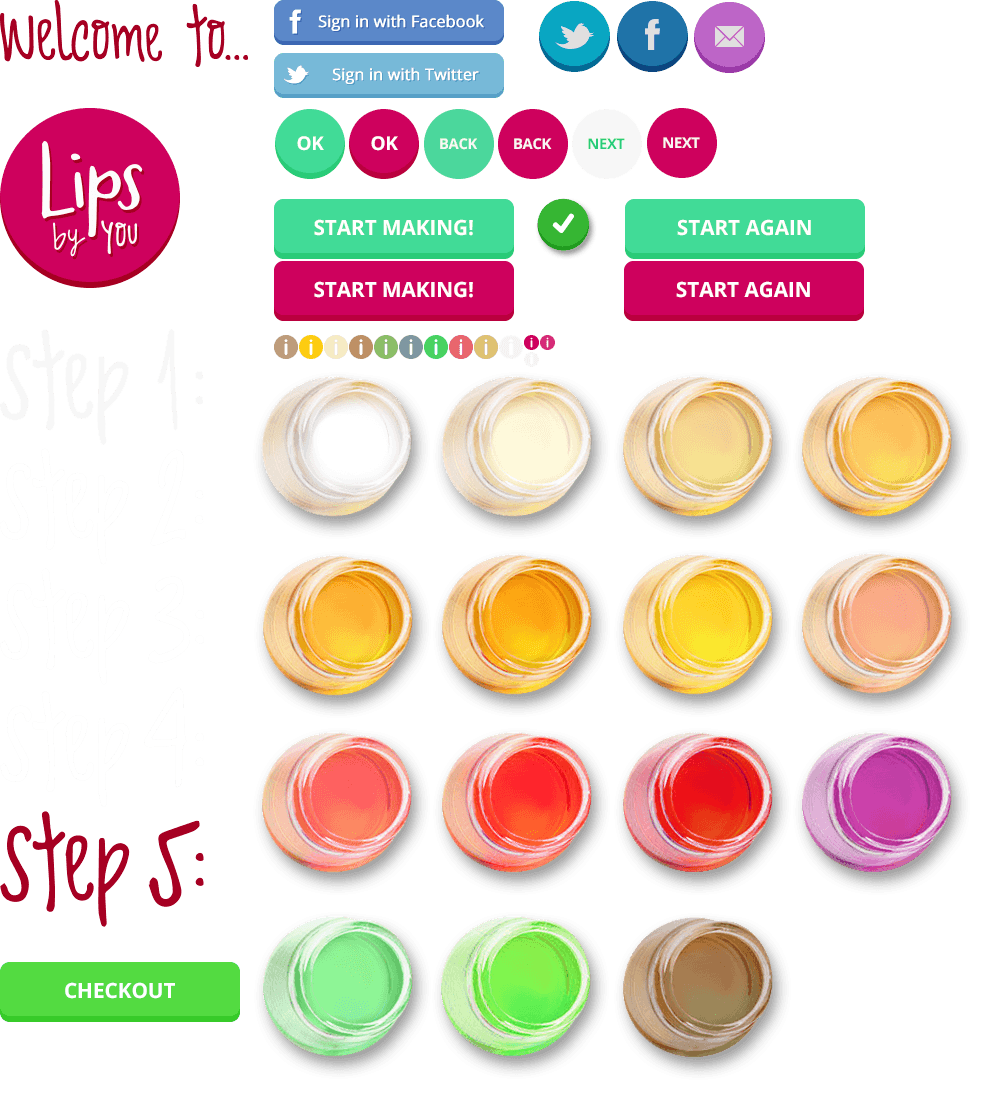 Welcome to...
Sign in with Facebook
Sign in with Twitter
Lips
by YOU
OK
OK
BACK
BACK
NEXT
NEXT
START MAKING!
START AGAIN
START MAKING!
START AGAIN
i i i i i i i i i i i i
i
Step 1:
Step 5:
CHECKOUT